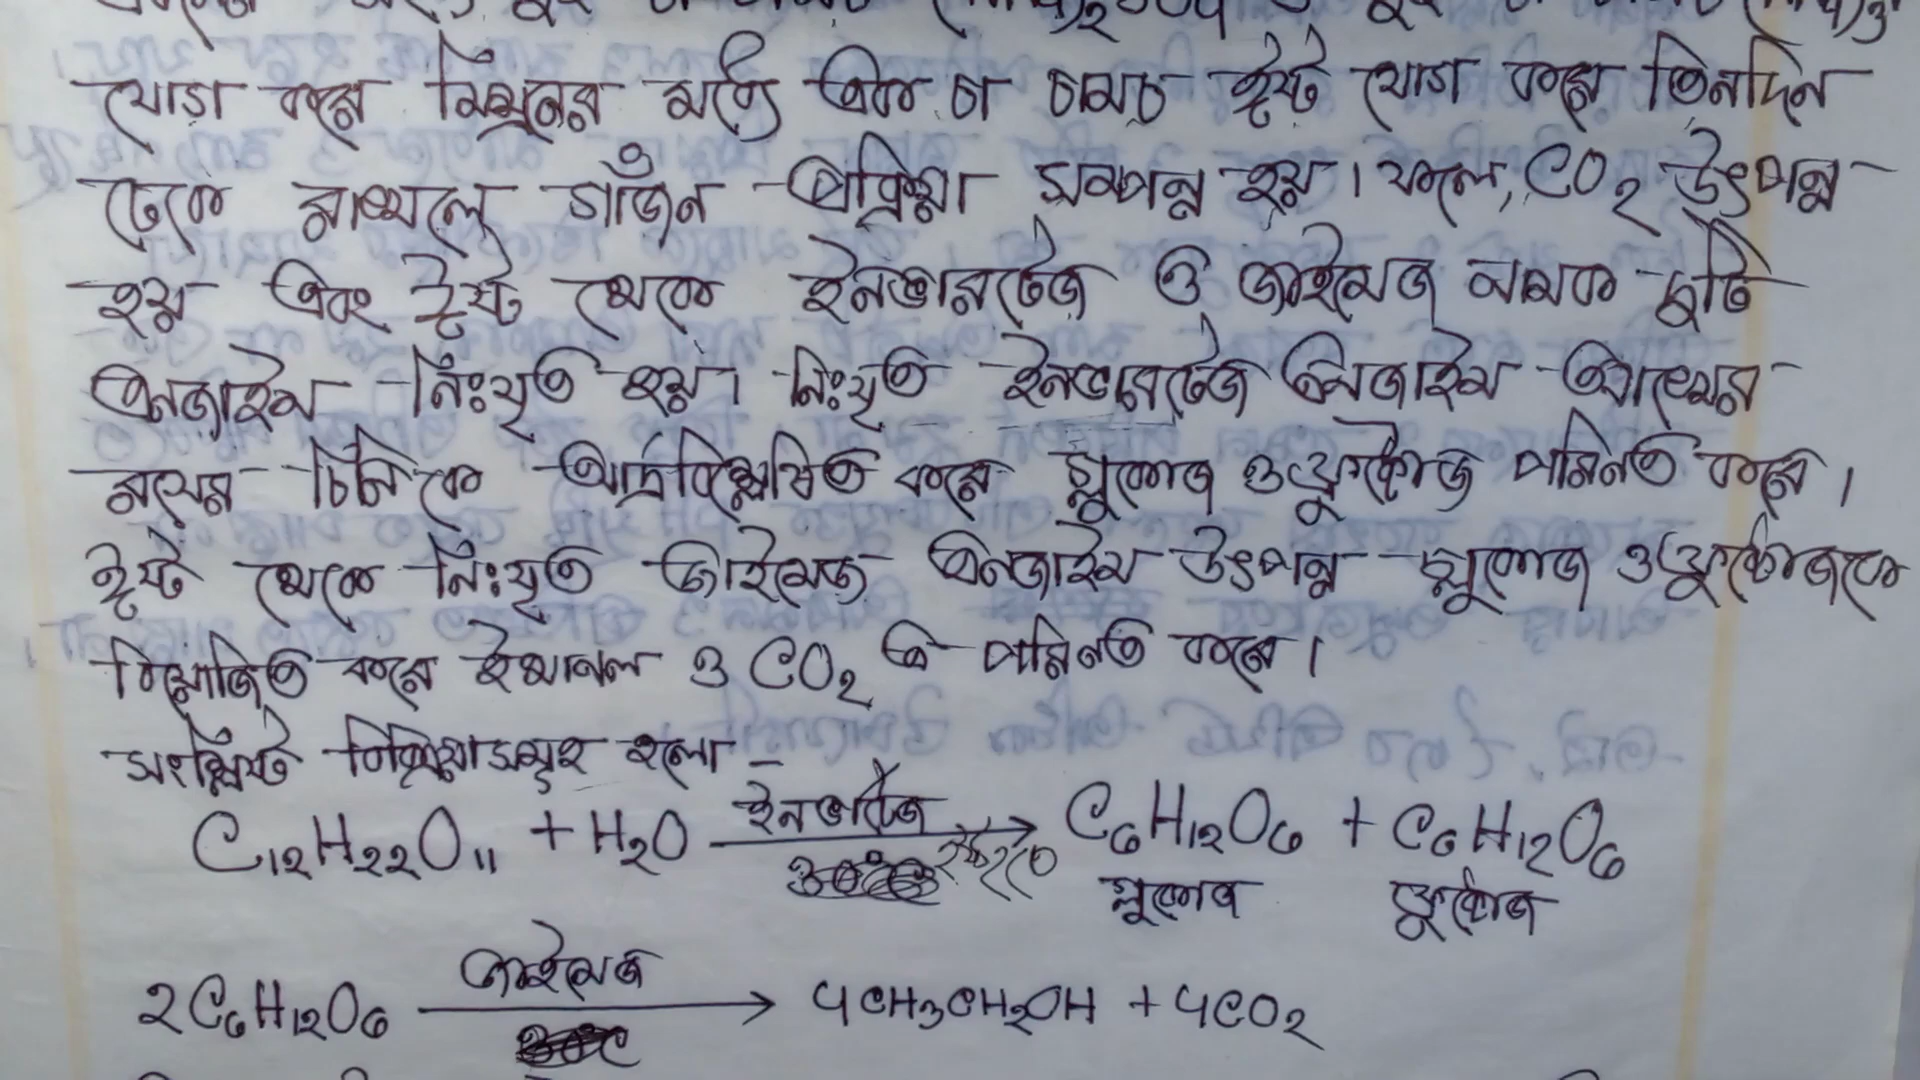 যোগ করে মিশ্রনের মধ্যে এক চা চামচ ইস্ট যোগ করে তিনদিন
ঢেকে রাখলে গাঁজন প্রক্রিয়া সম্পন্ন হয়। ফলে, CO2 উৎপন্ন
হয় এবং ইস্ট থেকে ইনভারটেজ ও জাইমেজ নামক দুটি
এনজাইম নিঃসৃত হয়। নিঃসৃত ইনভারটেজ এনজাইম আখের
রসের চিনিকে আর্দ্রবিশ্লেষিত করে গ্লুকোজ ও ফ্রুক্টোজ পরিনত করে।
ইস্ট থেকে নিঃসৃত জাইমেজ এনজাইম উৎপন্ন গ্লুকোজ ও ফ্রুক্টোজকে
বিয়োজিত করে ইথানল ও CO2 এ পরিনত করে।
সংশ্লিষ্ট বিক্রিয়াসমূহ হলো –
C12H22O11 + H2O ইনভার্টেজ → C6H12O6 + C6H12O6
গ্লুকোজ ফ্রুক্টোজ
2C6H12O6 জাইমেজ → 4CH3CH2OH + 4CO2